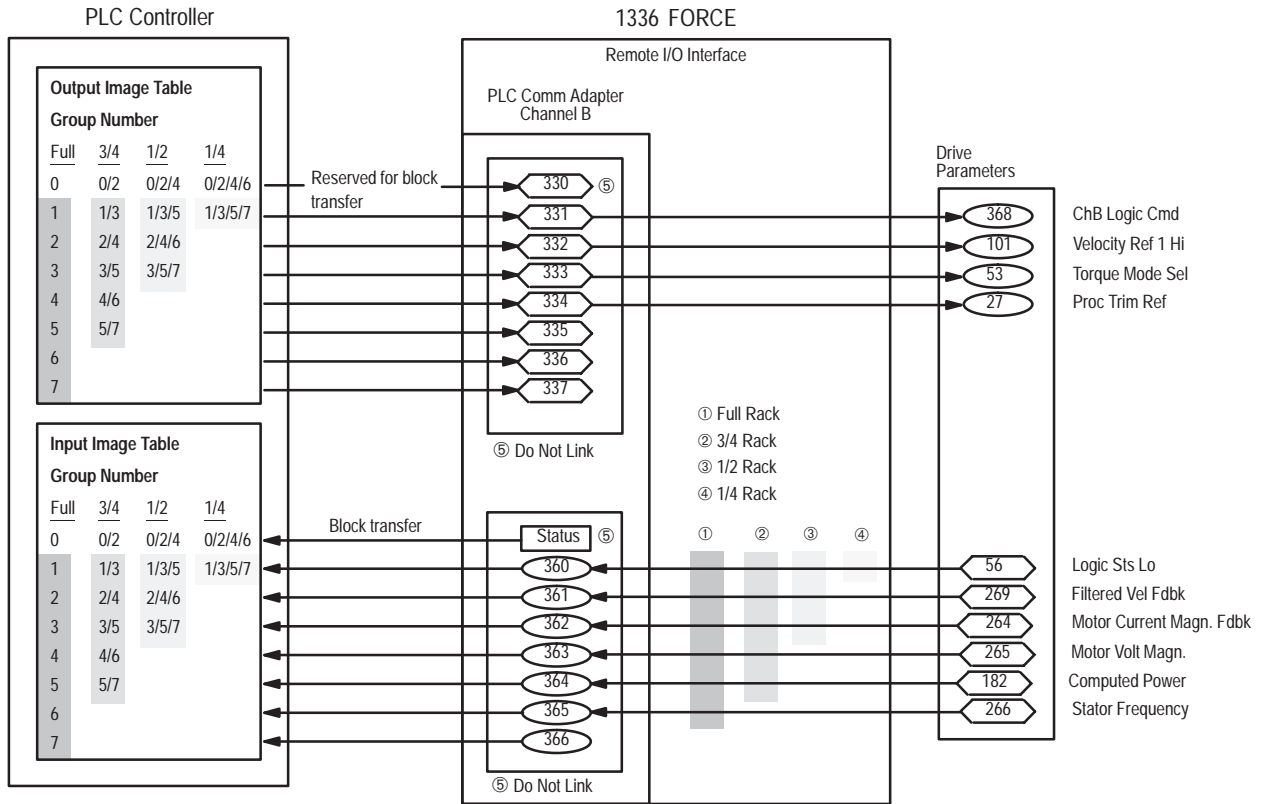 PLC Controller
1336 FORCE
Remote I/O Interface
Output Image Table
Group Number
Full 3/4 1/2 1/4
0 0/2 0/2/4 0/2/4/6
1 1/3 1/3/5 1/3/5/7
2 2/4 2/4/6
3 3/5 3/5/7
4 4/6
5 5/7
6
7
Reserved for block
transfer
PLC Comm Adapter
Channel B
330 ⑤
331
332
333
334
335
336
337
⑤ Do Not Link
Drive
Parameters
368 ChB Logic Cmd
101 Velocity Ref 1 Hi
53 Torque Mode Sel
27 Proc Trim Ref
① Full Rack
② 3/4 Rack
③ 1/2 Rack
④ 1/4 Rack
① ② ③ ④
Input Image Table
Group Number
Full 3/4 1/2 1/4
0 0/2 0/2/4 0/2/4/6
1 1/3 1/3/5 1/3/5/7
2 2/4 2/4/6
3 3/5 3/5/7
4 4/6
5 5/7
6
7
Block transfer
Status ⑤
360
361
362
363
364
365
366
⑤ Do Not Link
56 Logic Sts Lo
269 Filtered Vel Fdbk
264 Motor Current Magn. Fdbk
265 Motor Volt Magn.
182 Computed Power
266 Stator Frequency